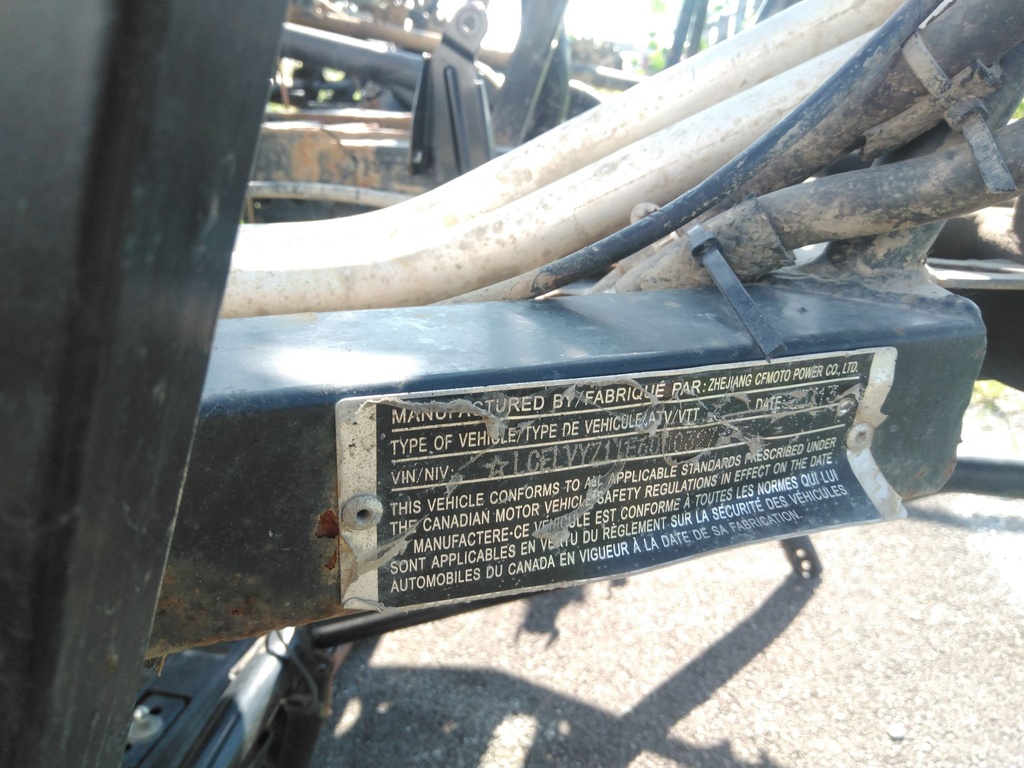 MANUFACTURED BY/FABRIQUÉ PAR: ZHEJIANG CFMOTO POWER CO., LTD.
TYPE OF VEHICLE/TYPE DE VEHICULE/ATV/VTT DATE:
VIN/NIV:
THIS VEHICLE CONFORMS TO ALL APPLICABLE STANDARDS PRESCRIBED UNDER
THE CANADIAN MOTOR VEHICLE SAFETY REGULATIONS IN EFFECT ON THE DATE
MANUFACTERE·CE VÉHICULE EST CONFORME À TOUTES LES NORMES QUI LUI
SONT APPLICABLES EN VERTU DU RÈGLEMENT SUR LA SÉCURITÉ DES VÉHICULES
AUTOMOBILES DU CANADA EN VIGUEUR À LA DATE DE SA FABRICATION.